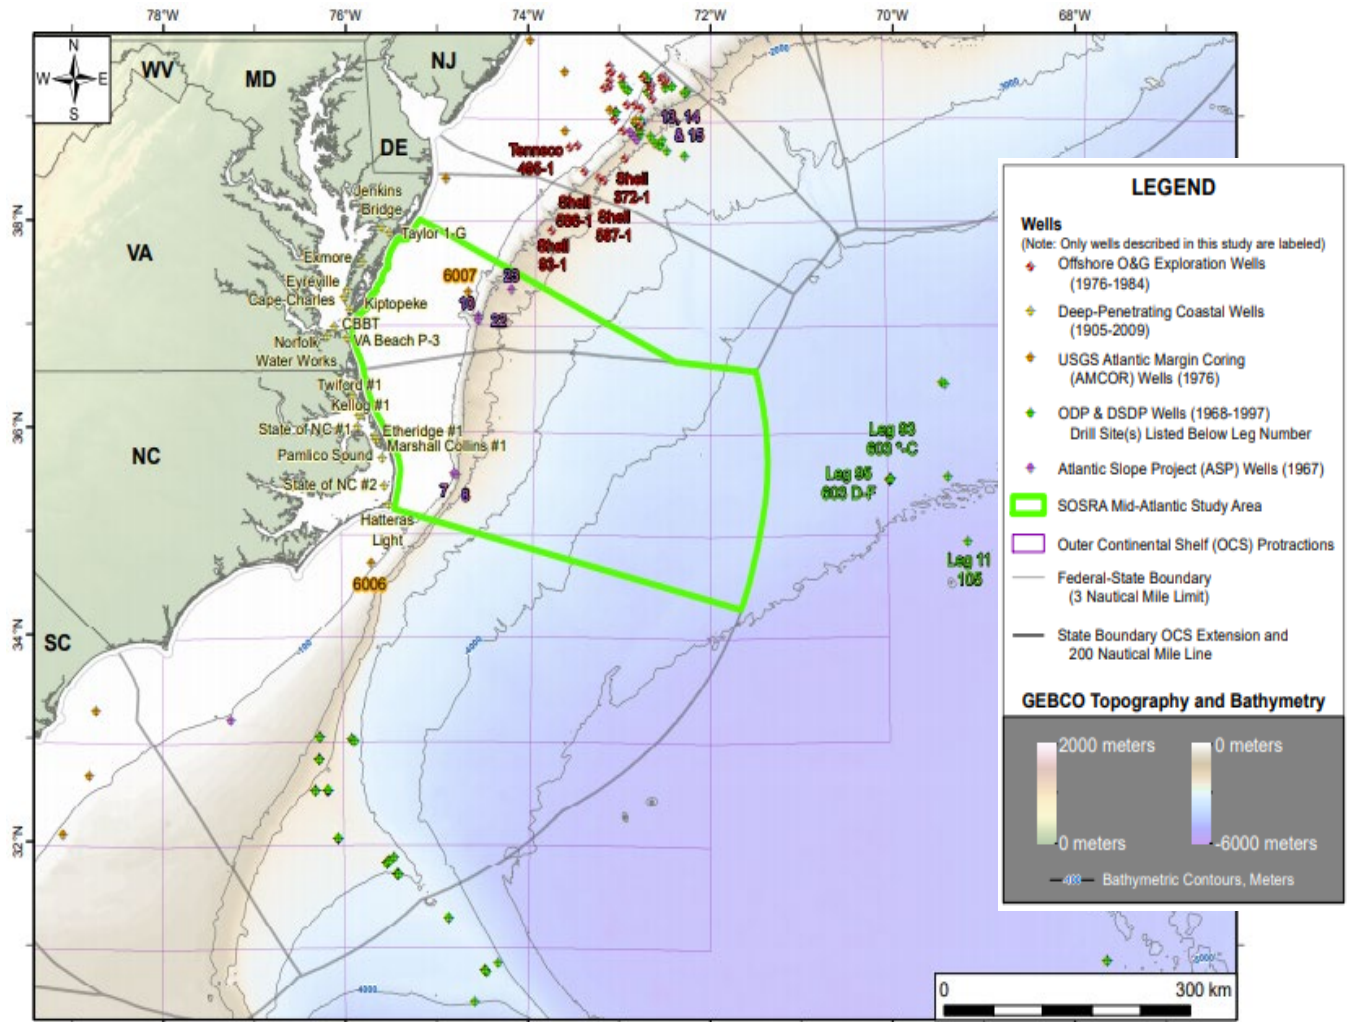 78°W 76°W 74°W 72°W 70°W 68°W
N
W E
S
WV
MD
NJ
DE
VA
NC
SC
38°N
36°N
34°N
32°N
Jenkins
Bridge
Taylor 1-G
Exmore
Eyreville
Cape Charles
Kiptopeke
CBBT
Norfolk
Water Works
VA Beach P-3
Twiford #1
Kellog #1
State of NC #1
Etheridge #1
Marshall Collins #1
Pamlico Sound
State of NC #2
Hatteras
Light
6007
6006
23
22
7
8
13, 14
& 15
Tenneco
495-1
Shell
372-1
Shell
586-1
Shell
587-1
Shell
93-1
Leg 93
Leg 95
603 D-F
Leg 11
105
-2000
-3000
-100
-4000
LEGEND
Wells
(Note: Only wells described in this study are labeled)
Offshore O&G Exploration Wells
(1976-1984)
Deep-Penetrating Coastal Wells
(1905-2009)
USGS Atlantic Margin Coring
(AMCOR) Wells (1976)
ODP & DSDP Wells (1968-1997)
Drill Site(s) Listed Below Leg Number
Atlantic Slope Project (ASP) Wells (1967)
SOSRA Mid-Atlantic Study Area
Outer Continental Shelf (OCS) Protractions
Federal-State Boundary
(3 Nautical Mile Limit)
State Boundary OCS Extension and
200 Nautical Mile Line
GEBCO Topography and Bathymetry
2000 meters
0 meters
0 meters
-6000 meters
-100 Bathymetric Contours, Meters
0 300 km